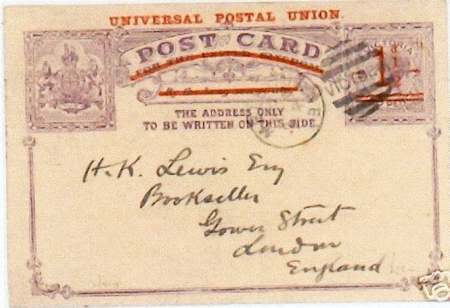 UNIVERSAL POSTAL UNION.
POST CARD
THE ADDRESS ONLY
TO BE WRITTEN ON THIS SIDE.
H. K. Lewis Esq
Bookseller
Gower Street
London
England